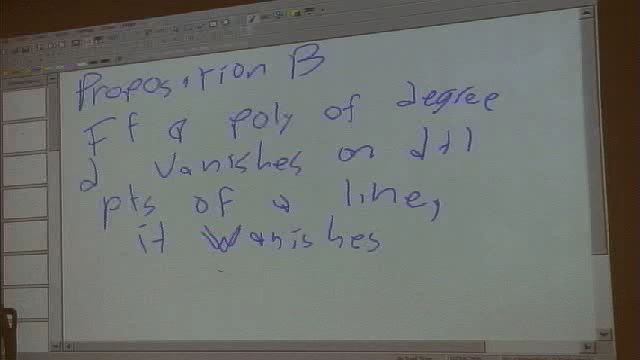 Proposition B
If a poly of degree
d vanishes on d+1
pts of a line,
it vanishes